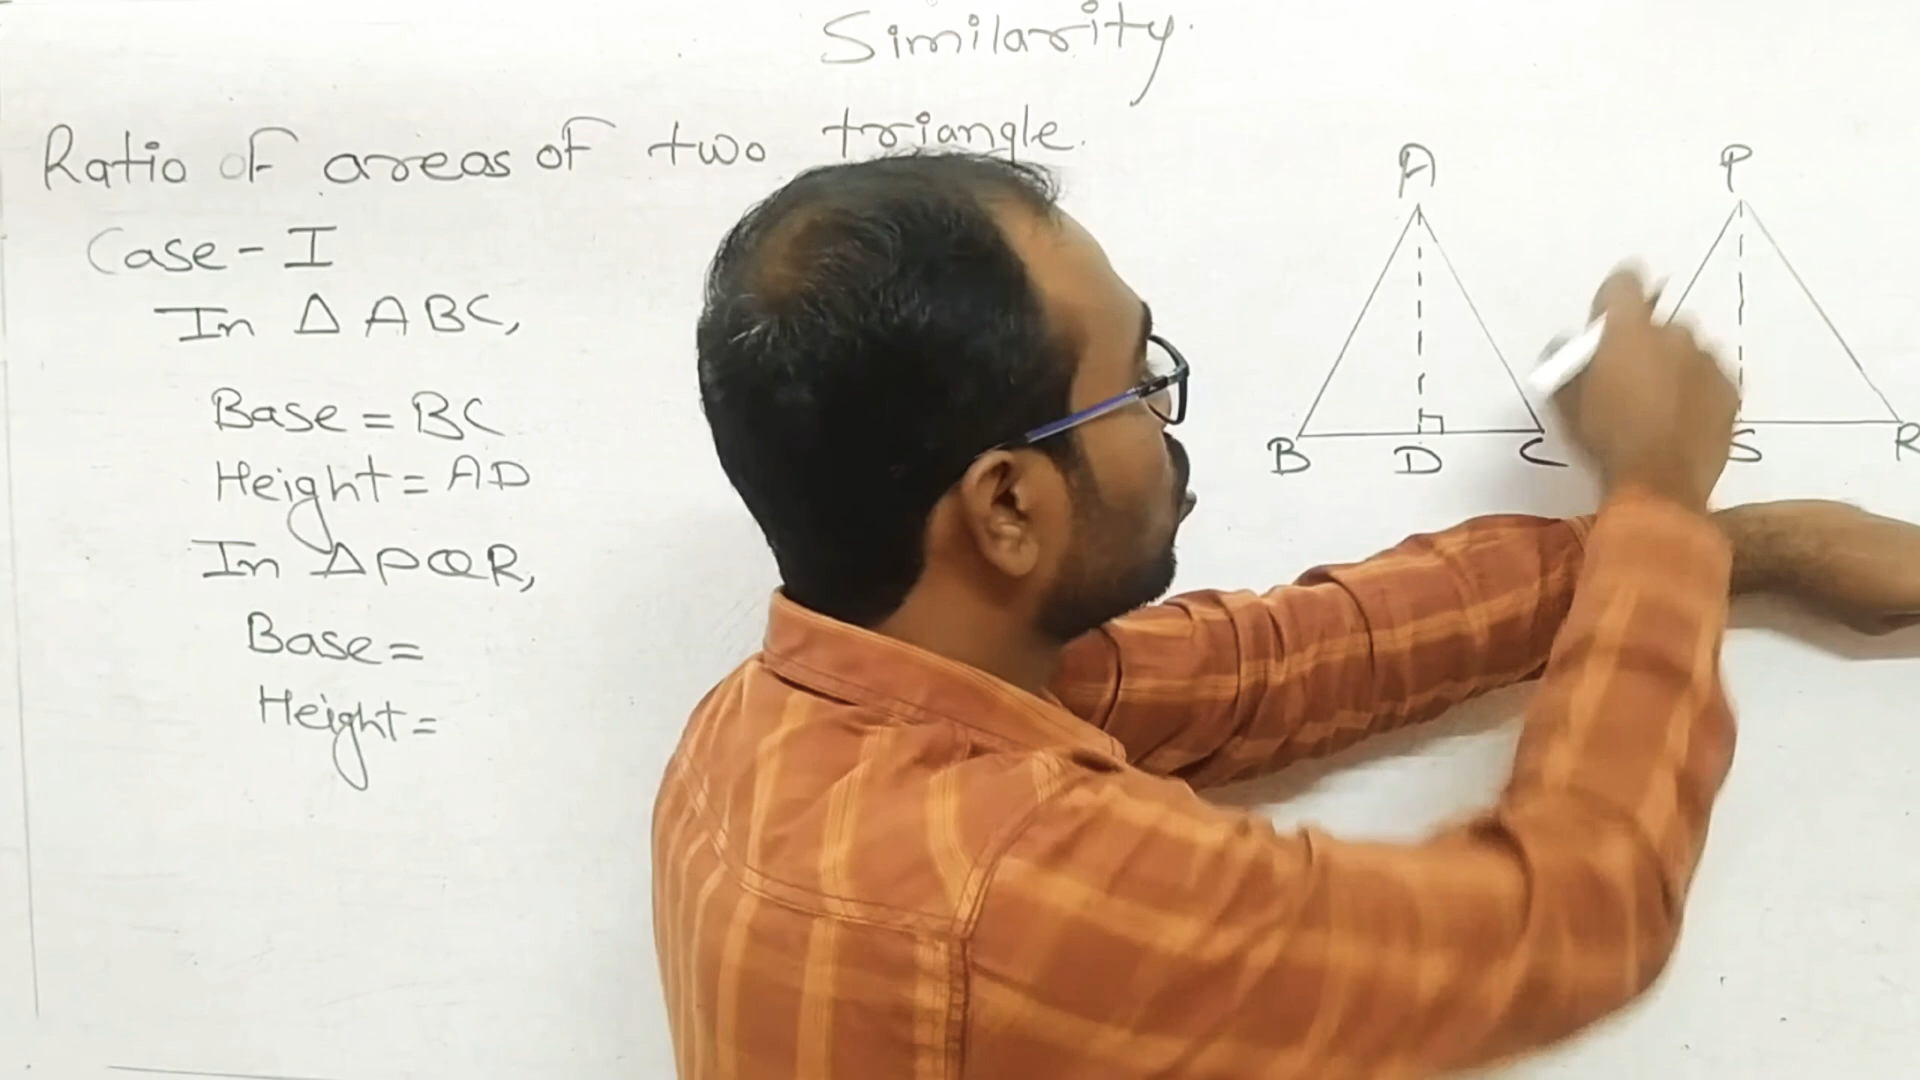 Similarity.
Ratio of areas of two triangle.
Case - I
In Δ ABC,
Base = BC
Height = AD
In Δ PQR,
Base =
Height =
A
B D C
P
S R